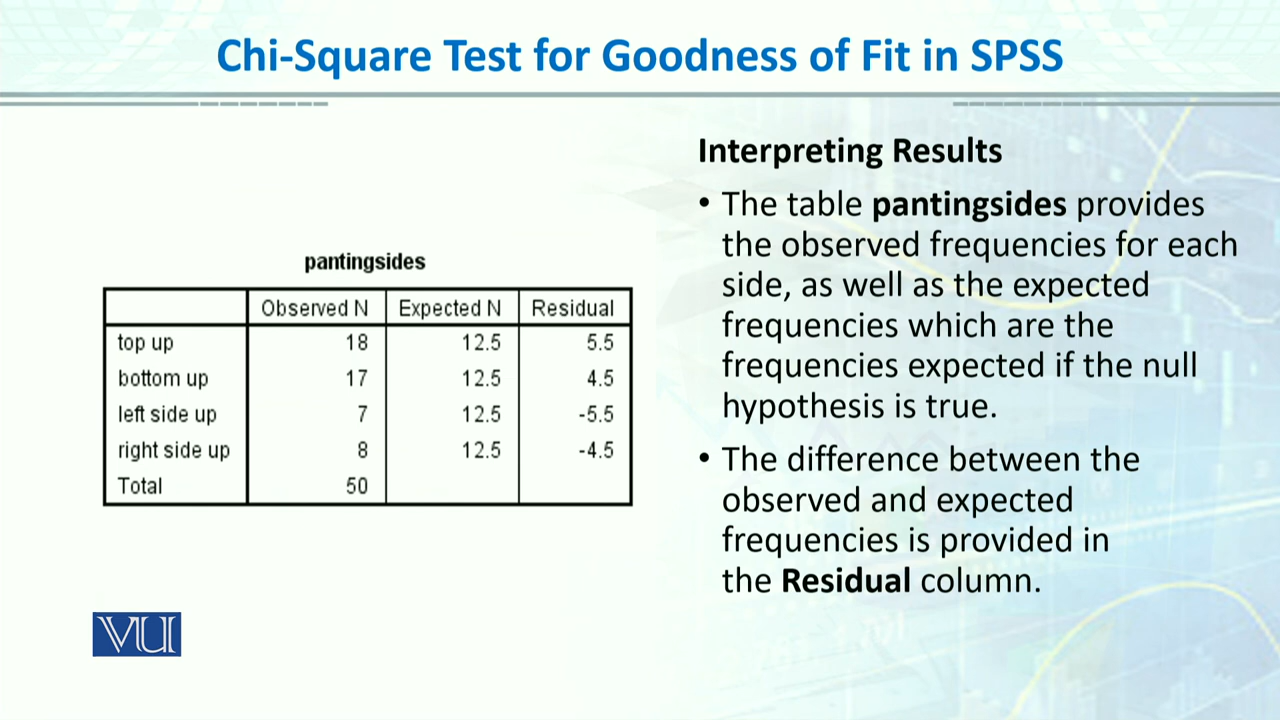 Chi-Square Test for Goodness of Fit in SPSS
pantingsides
Observed N Expected N Residual
top up 18 12.5 5.5
bottom up 17 12.5 4.5
left side up 7 12.5 -5.5
right side up 8 12.5 -4.5
Total 50
Interpreting Results
• The table pantingsides provides
the observed frequencies for each
side, as well as the expected
frequencies which are the
frequencies expected if the null
hypothesis is true.
• The difference between the
observed and expected
frequencies is provided in
the Residual column.
VU